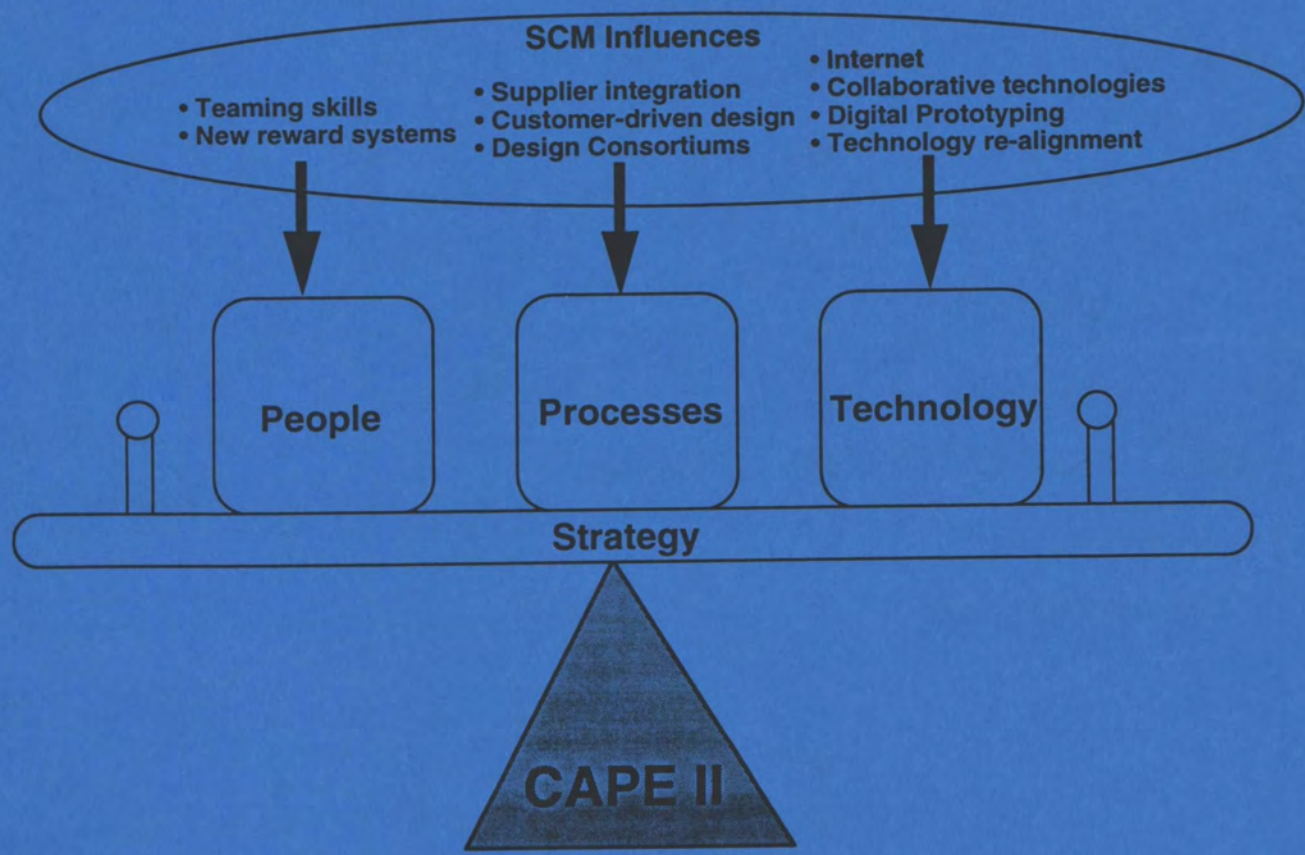 SCM Influences
• Teaming skills
• New reward systems
• Supplier integration
• Customer-driven design
• Design Consortiums
• Internet
• Collaborative technologies
• Digital Prototyping
• Technology re-alignment
People
Processes
Technology
Strategy
CAPE II